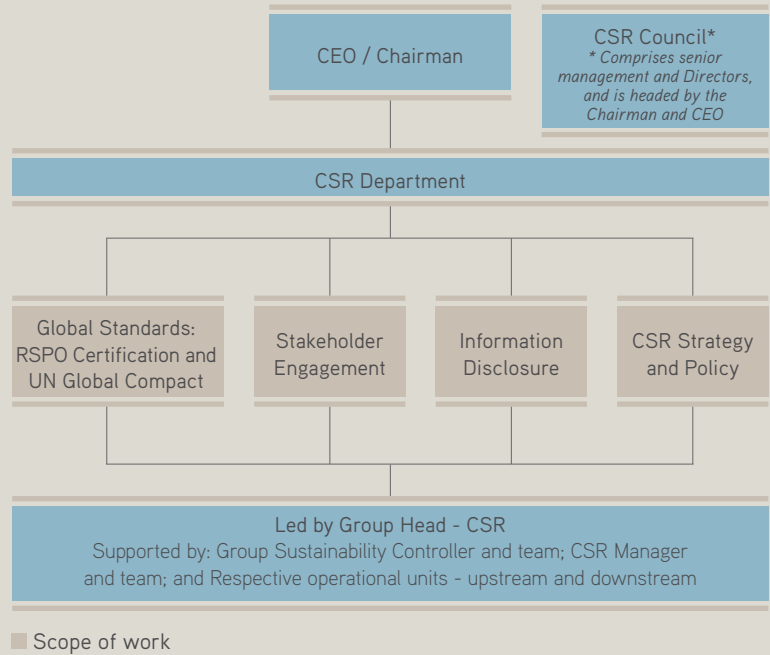 CEO / Chairman
CSR Council*
* Comprises senior
management and Directors,
and is headed by the
Chairman and CEO
CSR Department
Global Standards:
RSPO Certification and
UN Global Compact
Stakeholder
Engagement
Information
Disclosure
CSR Strategy
and Policy
Led by Group Head - CSR
Supported by: Group Sustainability Controller and team; CSR Manager
and team; and Respective operational units - upstream and downstream
Scope of work